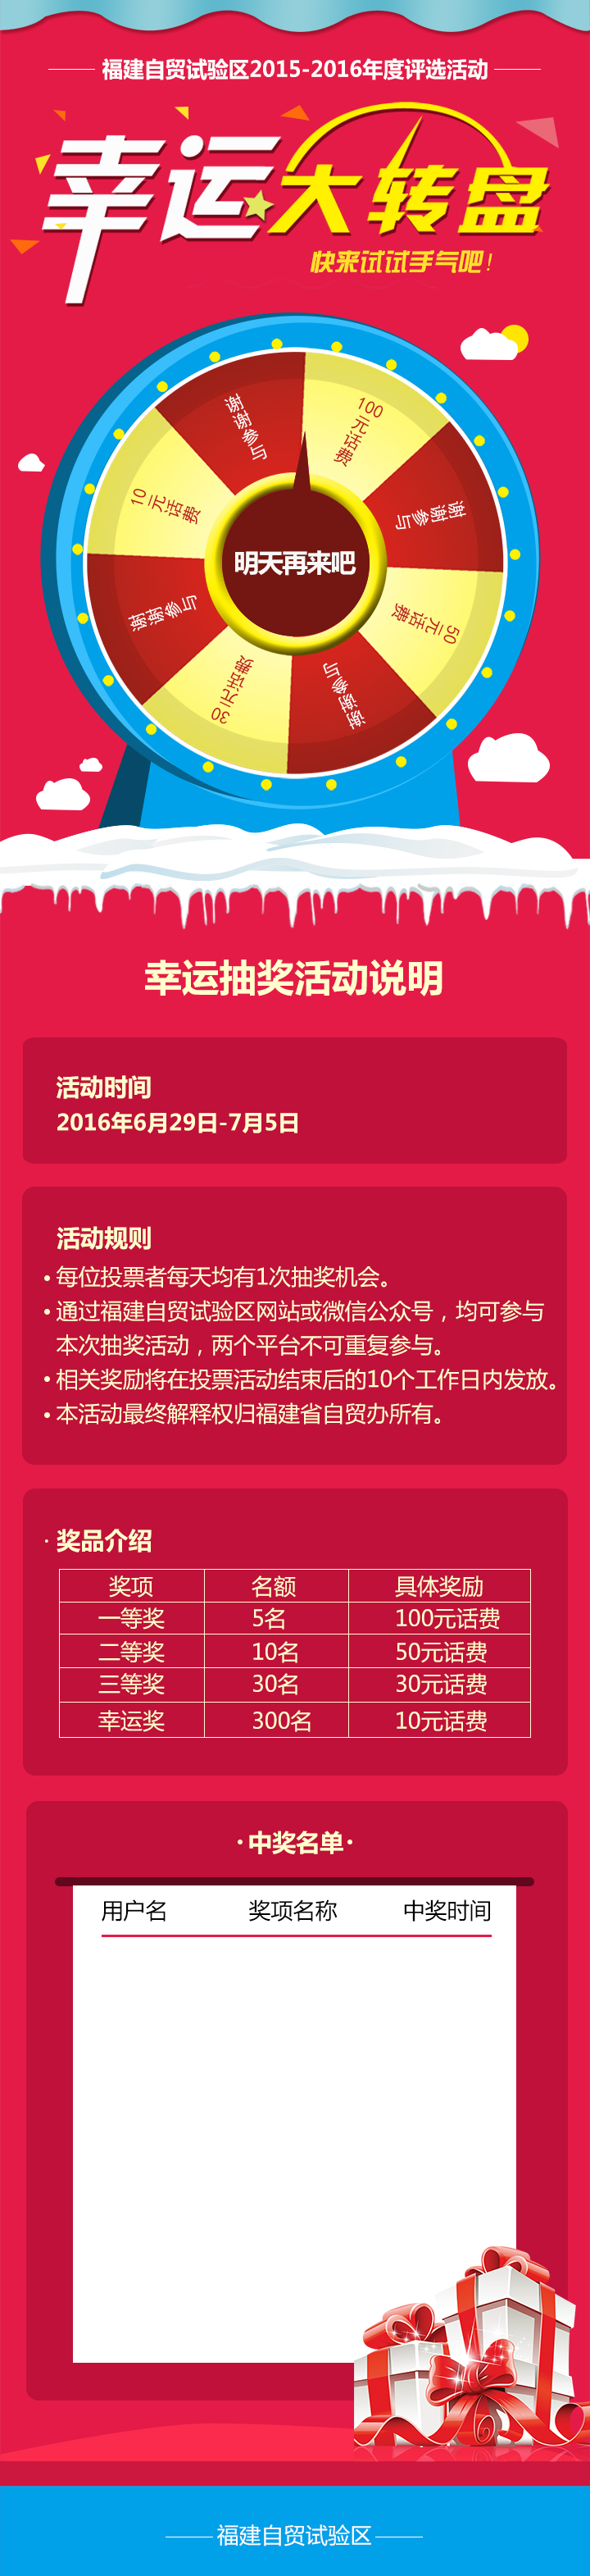 福建自贸试验区2015-2016年度评选活动
幸运大转盘
快来试试手气吧!
谢谢参与
100元话费
谢谢参与
50元话费
谢谢参与
30元话费
谢谢参与
10元话费
明天再来吧
幸运抽奖活动说明
活动时间
2016年6月29日-7月5日
活动规则
• 每位投票者每天均有1次抽奖机会。
• 通过福建自贸试验区网站或微信公众号，均可参与
本次抽奖活动，两个平台不可重复参与。
• 相关奖励将在投票活动结束后的10个工作日内发放。
• 本活动最终解释权归福建省自贸办所有。
· 奖品介绍
奖项 名额 具体奖励
一等奖 5名 100元话费
二等奖 10名 50元话费
三等奖 30名 30元话费
幸运奖 300名 10元话费
·中奖名单·
用户名 奖项名称 中奖时间
福建自贸试验区